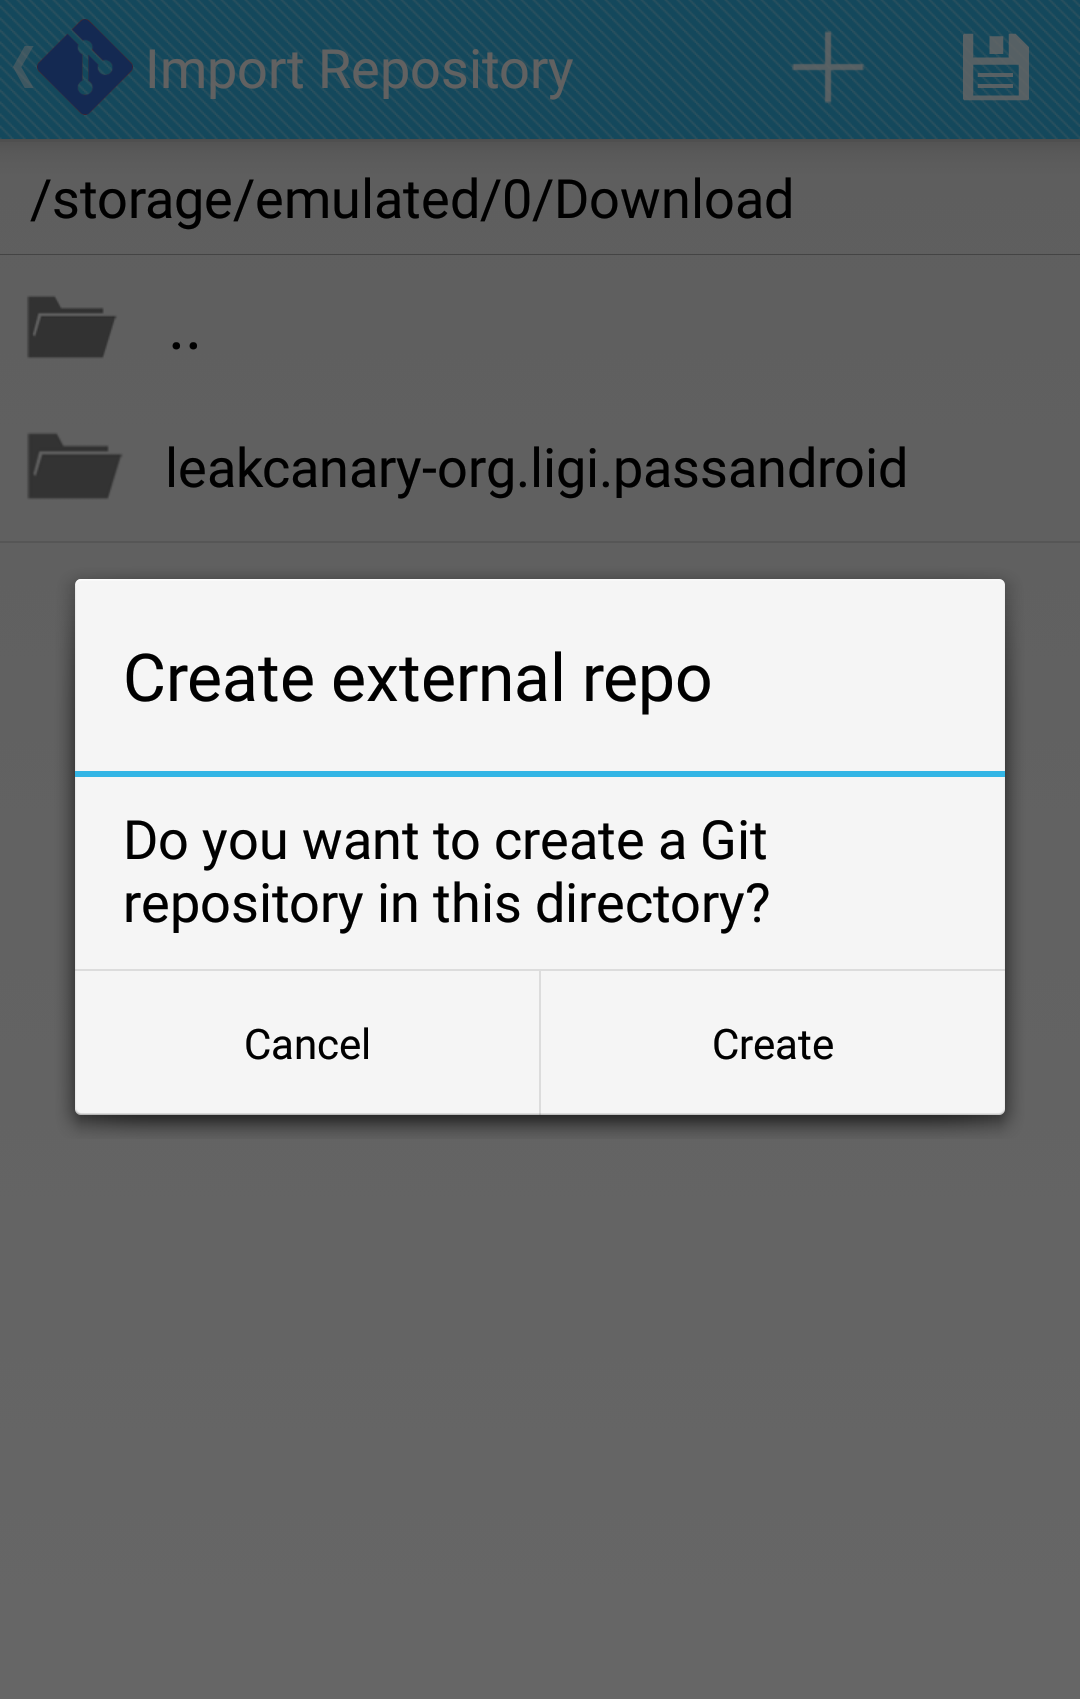 Import Repository
/storage/emulated/0/Download
..
leakcanary-org.ligi.passandroid
Create external repo
Do you want to create a Git
repository in this directory?
Cancel
Create